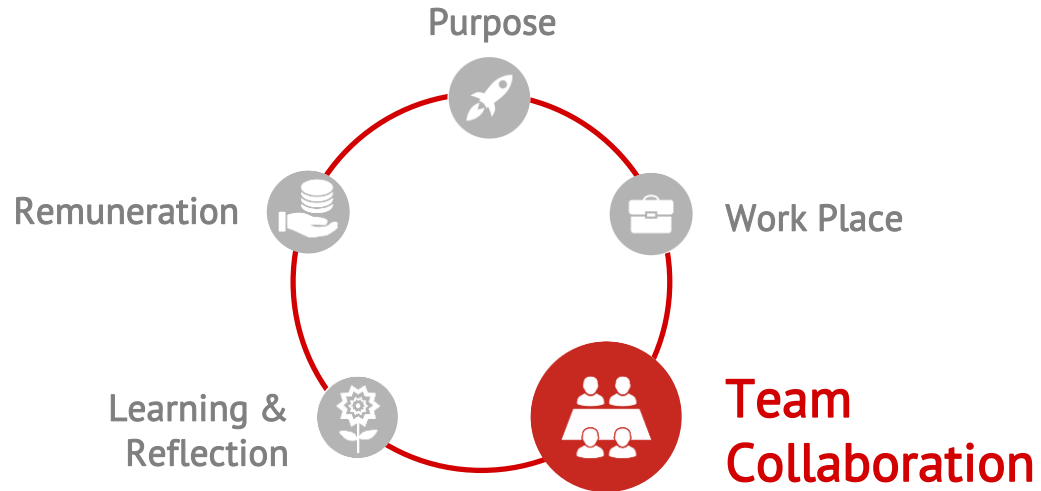 Purpose
Remuneration
Work Place
Learning &
Reflection
Team
Collaboration